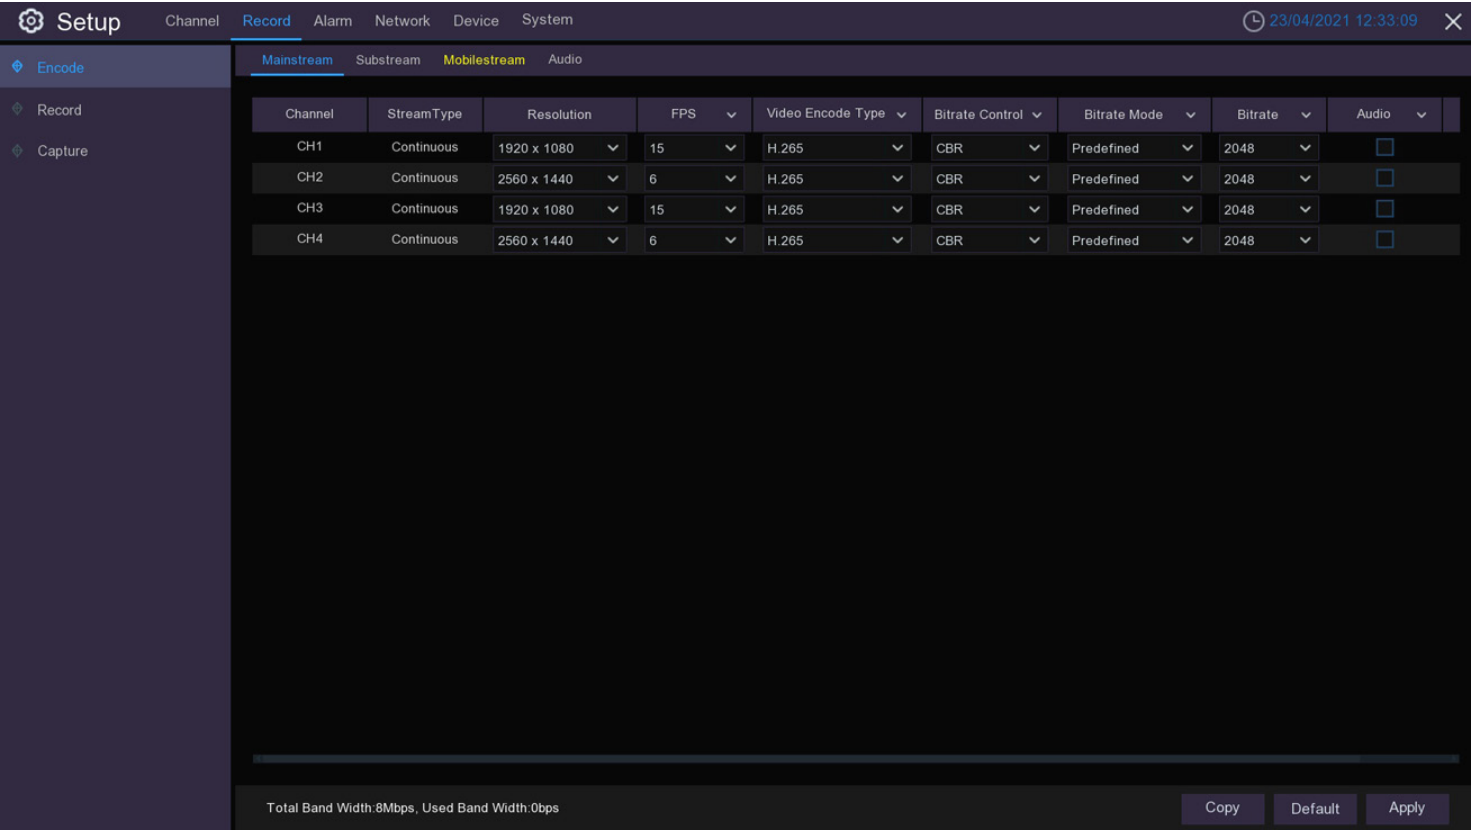 Setup Channel Record Alarm Network Device System 23/04/2021 12:33:09
Encode
Record
Capture
Mainstream Substream Mobilestream Audio
Channel StreamType Resolution FPS Video Encode Type Bitrate Control Bitrate Mode Bitrate Audio
CH1 Continuous 1920 x 1080 15 H.265 CBR Predefined 2048
CH2 Continuous 2560 x 1440 6 H.265 CBR Predefined 2048
CH3 Continuous 1920 x 1080 15 H.265 CBR Predefined 2048
CH4 Continuous 2560 x 1440 6 H.265 CBR Predefined 2048
Total Band Width:8Mbps, Used Band Width:0bps Copy Default Apply